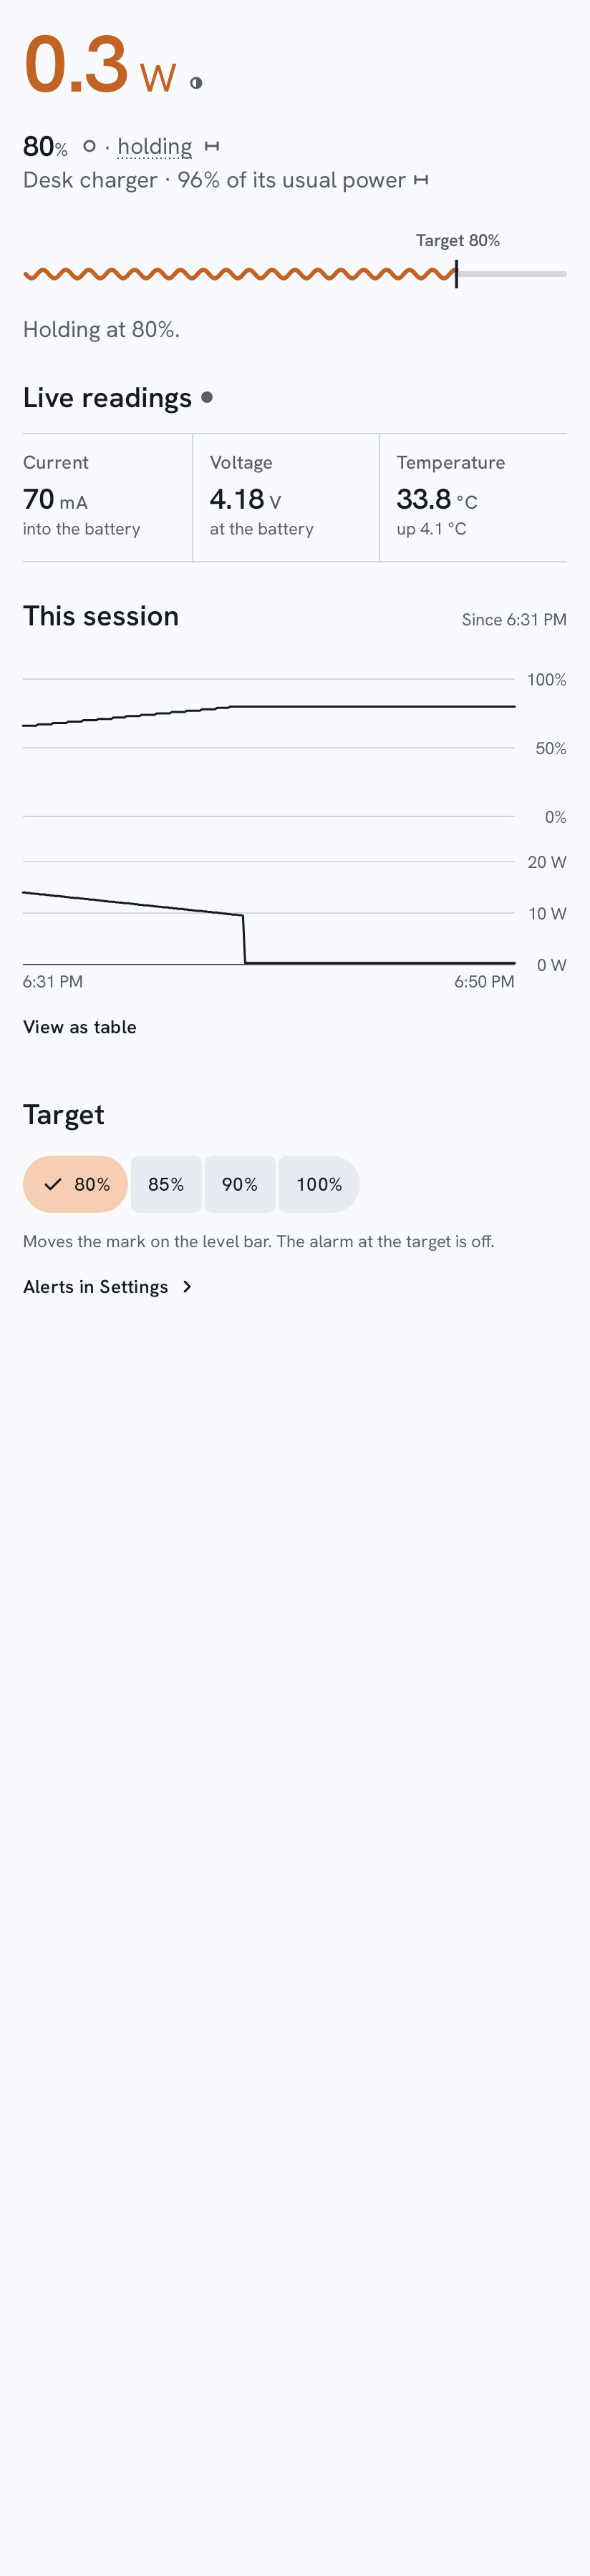 0.3 W
80% · holding
Desk charger · 96% of its usual power
Target 80%
Holding at 80%.
Live readings
Current Voltage Temperature
70 mA 4.18 V 33.8 °C
into the battery at the battery up 4.1 °C
This session Since 6:31 PM
100%
50%
0%
20 W
10 W
0 W
6:31 PM 6:50 PM
View as table
Target
80% 85% 90% 100%
Moves the mark on the level bar. The alarm at the target is off.
Alerts in Settings